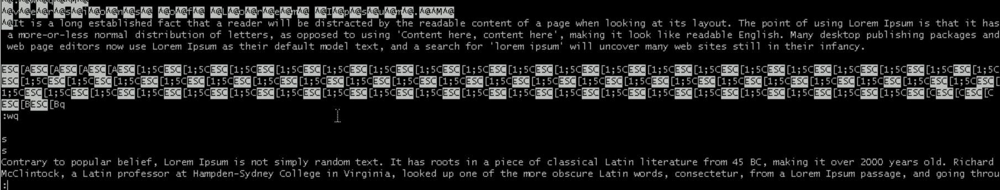 ^@v^@e^@r^@s^@i^@o^@n^@s^@ ^@o^@f^@ ^@L^@o^@r^@e^@m^@ ^@I^@p^@s^@u^@m^@.^@^M^@
^@It is a long established fact that a reader will be distracted by the readable content of a page when looking at its layout. The point of using Lorem Ipsum is that it has
a more-or-less normal distribution of letters, as opposed to using 'Content here, content here', making it look like readable English. Many desktop publishing packages and
web page editors now use Lorem Ipsum as their default model text, and a search for 'lorem ipsum' will uncover many web sites still in their infancy.
ESC[AESC[AESC[AESC[AESC[1;5CESC[1;5CESC[1;5CESC[1;5CESC[1;5CESC[1;5CESC[1;5CESC[1;5CESC[1;5CESC[1;5CESC[1;5CESC[1;5CESC[1;5CESC[1;5CESC[1;5CESC[1;5CESC[1;5CESC[1;5CESC[1;5C
ESC[1;5CESC[1;5CESC[1;5CESC[1;5CESC[1;5CESC[1;5CESC[1;5CESC[1;5CESC[1;5CESC[1;5CESC[1;5CESC[1;5CESC[1;5CESC[1;5CESC[1;5CESC[1;5CESC[1;5CESC[1;5CESC[1;5CESC[1;5CESC[1;5CESC[
1;5CESC[1;5CESC[1;5CESC[1;5CESC[1;5CESC[1;5CESC[1;5CESC[1;5CESC[1;5CESC[1;5CESC[1;5CESC[1;5CESC[1;5CESC[1;5CESC[1;5CESC[1;5CESC[1;5CESC[1;5CESC[1;5CESC[1;5CESC[CESC[CESC[C
ESC[BESC[Bq
:wq
s
s
Contrary to popular belief, Lorem Ipsum is not simply random text. It has roots in a piece of classical Latin literature from 45 BC, making it over 2000 years old. Richard
McClintock, a Latin professor at Hampden-Sydney College in Virginia, looked up one of the more obscure Latin words, consectetur, from a Lorem Ipsum passage, and going throu
: